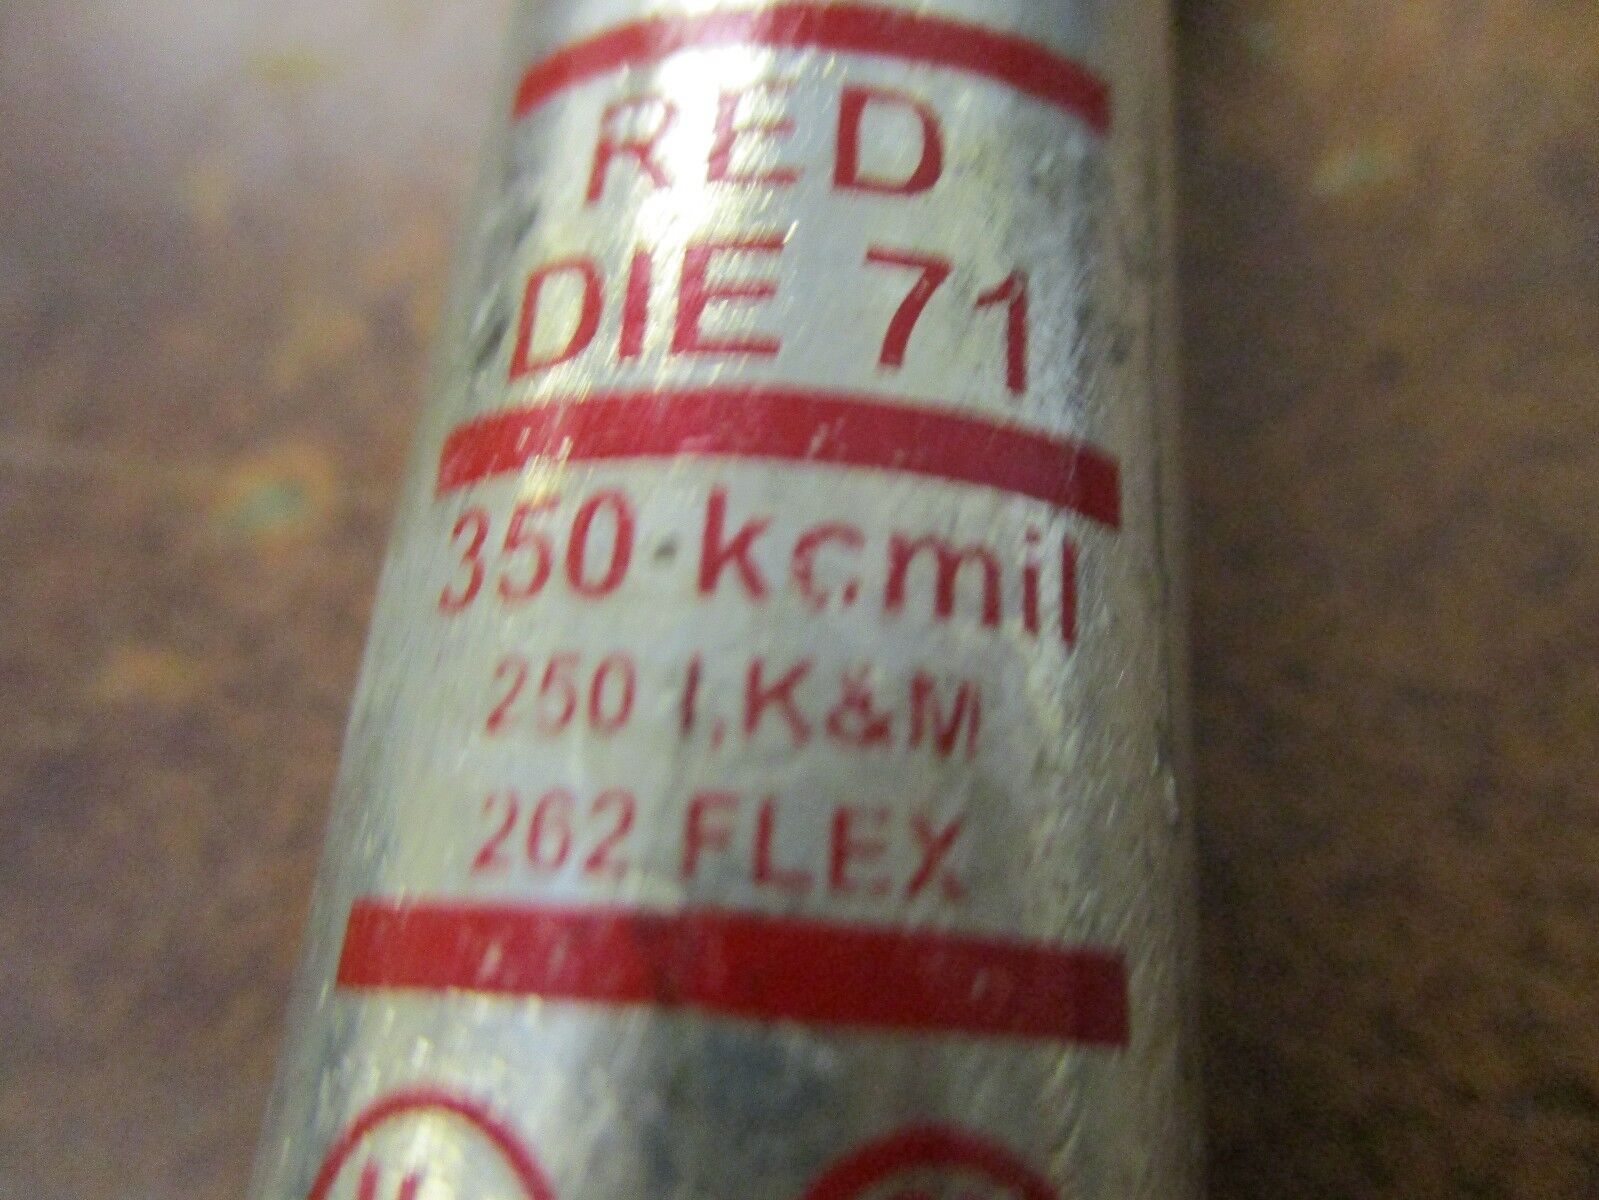 RED
DIE 71
350 kcmil
250 I,K&M
262 FLEX